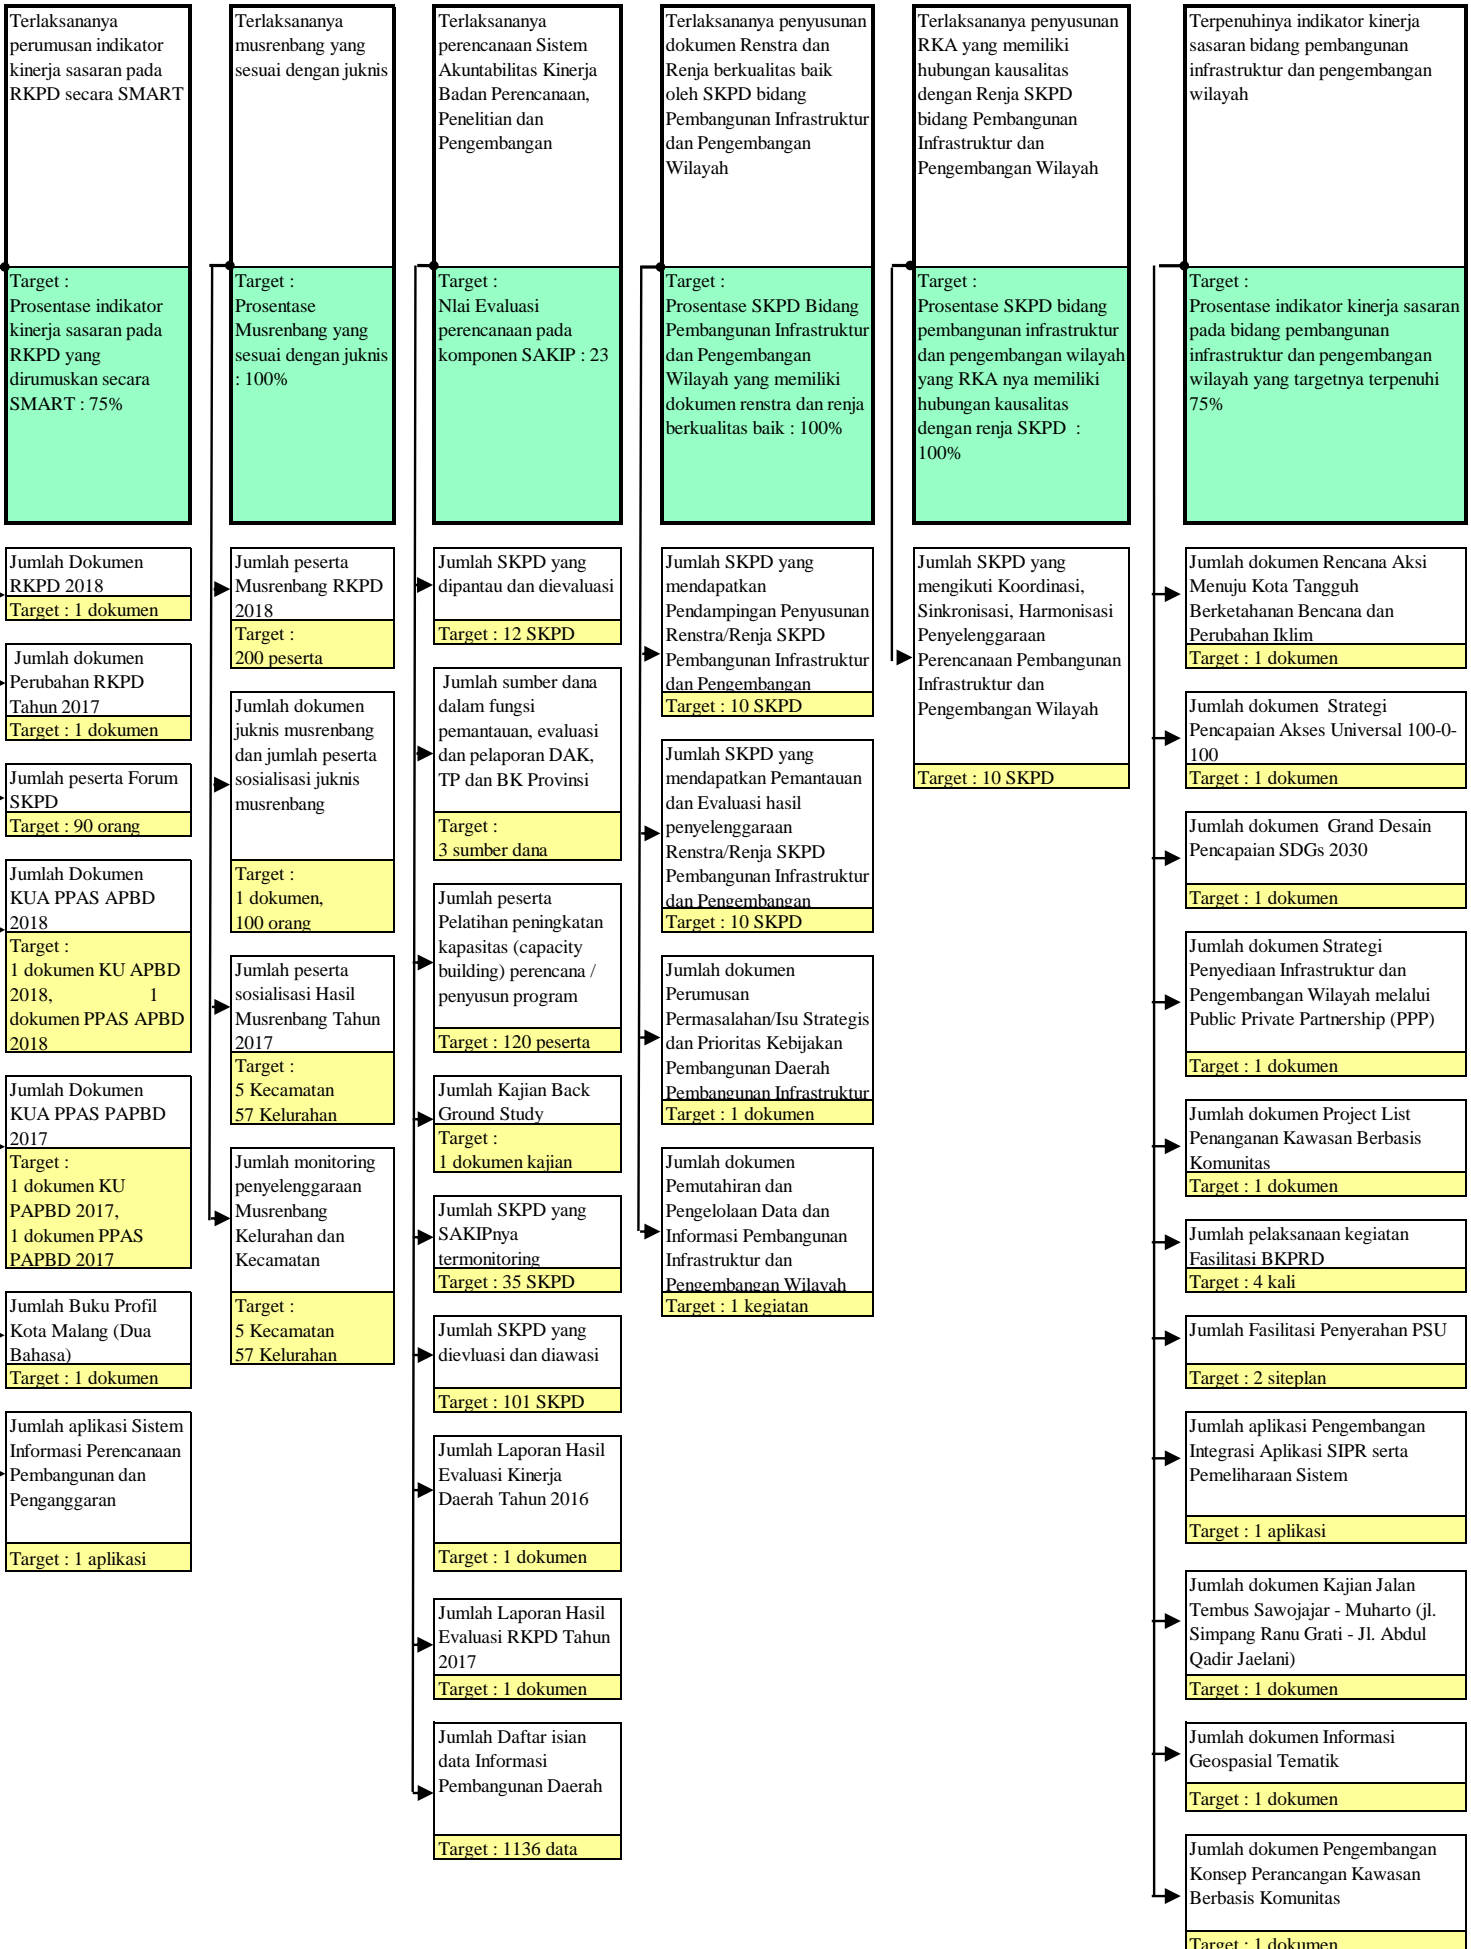 Terlaksananya
perumusan indikator
kinerja sasaran pada
RKPD secara SMART
Target :
Prosentase indikator
kinerja sasaran pada
RKPD yang
dirumuskan secara
SMART : 75%
Jumlah Dokumen
RKPD 2018
Target : 1 dokumen
Jumlah dokumen
Perubahan RKPD
Tahun 2017
Target : 1 dokumen
Jumlah peserta Forum
SKPD
Target : 90 orang
Jumlah Dokumen
KUA PPAS APBD
2018
Target :
1 dokumen KU APBD
2018, 1
dokumen PPAS APBD
2018
Jumlah Dokumen
KUA PPAS PAPBD
2017
Target :
1 dokumen KU
PAPBD 2017,
1 dokumen PPAS
PAPBD 2017
Jumlah Buku Profil
Kota Malang (Dua
Bahasa)
Target : 1 dokumen
Jumlah aplikasi Sistem
Informasi Perencanaan
Pembangunan dan
Penganggaran
Target : 1 aplikasi
Terlaksananya
musrenbang yang
sesuai dengan juknis
Target :
Prosentase
Musrenbang yang
sesuai dengan juknis
: 100%
Jumlah peserta
Musrenbang RKPD
2018
Target :
200 peserta
Jumlah dokumen
juknis musrenbang
dan jumlah peserta
sosialisasi juknis
musrenbang
Target :
1 dokumen,
100 orang
Jumlah peserta
sosialisasi Hasil
Musrenbang Tahun
2017
Target :
5 Kecamatan
57 Kelurahan
Jumlah monitoring
penyelenggaraan
Musrenbang
Kelurahan dan
Kecamatan
Target :
5 Kecamatan
57 Kelurahan
Terlaksananya
perencanaan Sistem
Akuntabilitas Kinerja
Badan Perencanaan,
Penelitian dan
Pengembangan
Target :
NIai Evaluasi
perencanaan pada
komponen SAKIP : 23
Jumlah SKPD yang
dipantau dan dievaluasi
Target : 12 SKPD
Jumlah sumber dana
dalam fungsi
pemantauan, evaluasi
dan pelaporan DAK,
TP dan BK Provinsi
Target :
3 sumber dana
Jumlah peserta
Pelatihan peningkatan
kapasitas (capacity
building) perencana /
penyusun program
Target : 120 peserta
Jumlah Kajian Back
Ground Study
Target :
1 dokumen kajian
Jumlah SKPD yang
SAKIPnya
termonitoring
Target : 35 SKPD
Jumlah SKPD yang
dievluasi dan diawasi
Target : 101 SKPD
Jumlah Laporan Hasil
Evaluasi Kinerja
Daerah Tahun 2016
Target : 1 dokumen
Jumlah Laporan Hasil
Evaluasi RKPD Tahun
2017
Target : 1 dokumen
Jumlah Daftar isian
data Informasi
Pembangunan Daerah
Target : 1136 data
Terlaksananya penyusunan
dokumen Renstra dan
Renja berkualitas baik
oleh SKPD bidang
Pembangunan Infrastruktur
dan Pengembangan
Wilayah
Target :
Prosentase SKPD Bidang
Pembangunan Infrastruktur
dan Pengembangan
Wilayah yang memiliki
dokumen renstra dan renja
berkualitas baik : 100%
Jumlah SKPD yang
mendapatkan
Pendampingan Penyusunan
Renstra/Renja SKPD
Pembangunan Infrastruktur
dan Pengembangan
Target : 10 SKPD
Jumlah SKPD yang
mendapatkan Pemantauan
dan Evaluasi hasil
penyelenggaraan
Renstra/Renja SKPD
Pembangunan Infrastruktur
dan Pengembangan
Target : 10 SKPD
Jumlah dokumen
Perumusan
Permasalahan/Isu Strategis
dan Prioritas Kebijakan
Pembangunan Daerah
Pembangunan Infrastruktur
Target : 1 dokumen
Jumlah dokumen
Pemutahiran dan
Pengelolaan Data dan
Informasi Pembangunan
Infrastruktur dan
Pengembangan Wilayah
Target : 1 kegiatan
Terlaksananya penyusunan
RKA yang memiliki
hubungan kausalitas
dengan Renja SKPD
bidang Pembangunan
Infrastruktur dan
Pengembangan Wilayah
Target :
Prosentase SKPD bidang
pembangunan infrastruktur
dan pengembangan wilayah
yang RKA nya memiliki
hubungan kausalitas
dengan renja SKPD :
100%
Jumlah SKPD yang
mengikuti Koordinasi,
Sinkronisasi, Harmonisasi
Penyelenggaraan
Perencanaan Pembangunan
Infrastruktur dan
Pengembangan Wilayah
Target : 10 SKPD
Terpenuhinya indikator kinerja
sasaran bidang pembangunan
infrastruktur dan pengembangan
wilayah
Target :
Prosentase indikator kinerja sasaran
pada bidang pembangunan
infrastruktur dan pengembangan
wilayah yang targetnya terpenuhi
75%
Jumlah dokumen Rencana Aksi
Menuju Kota Tangguh
Berketahanan Bencana dan
Perubahan Iklim
Target : 1 dokumen
Jumlah dokumen Strategi
Pencapaian Akses Universal 100-0-
100
Target : 1 dokumen
Jumlah dokumen Grand Desain
Pencapaian SDGs 2030
Target : 1 dokumen
Jumlah dokumen Strategi
Penyediaan Infrastruktur dan
Pengembangan Wilayah melalui
Public Private Partnership (PPP)
Target : 1 dokumen
Jumlah dokumen Project List
Penanganan Kawasan Berbasis
Komunitas
Target : 1 dokumen
Jumlah pelaksanaan kegiatan
Fasilitasi BKPRD
Target : 4 kali
Jumlah Fasilitasi Penyerahan PSU
Target : 2 siteplan
Jumlah aplikasi Pengembangan
Integrasi Aplikasi SIPR serta
Pemeliharaan Sistem
Target : 1 aplikasi
Jumlah dokumen Kajian Jalan
Tembus Sawojajar - Muharto (jl.
Simpang Ranu Grati - Jl. Abdul
Qadir Jaelani)
Target : 1 dokumen
Jumlah dokumen Informasi
Geospasial Tematik
Target : 1 dokumen
Jumlah dokumen Pengembangan
Konsep Perancangan Kawasan
Berbasis Komunitas
Target : 1 dokumen